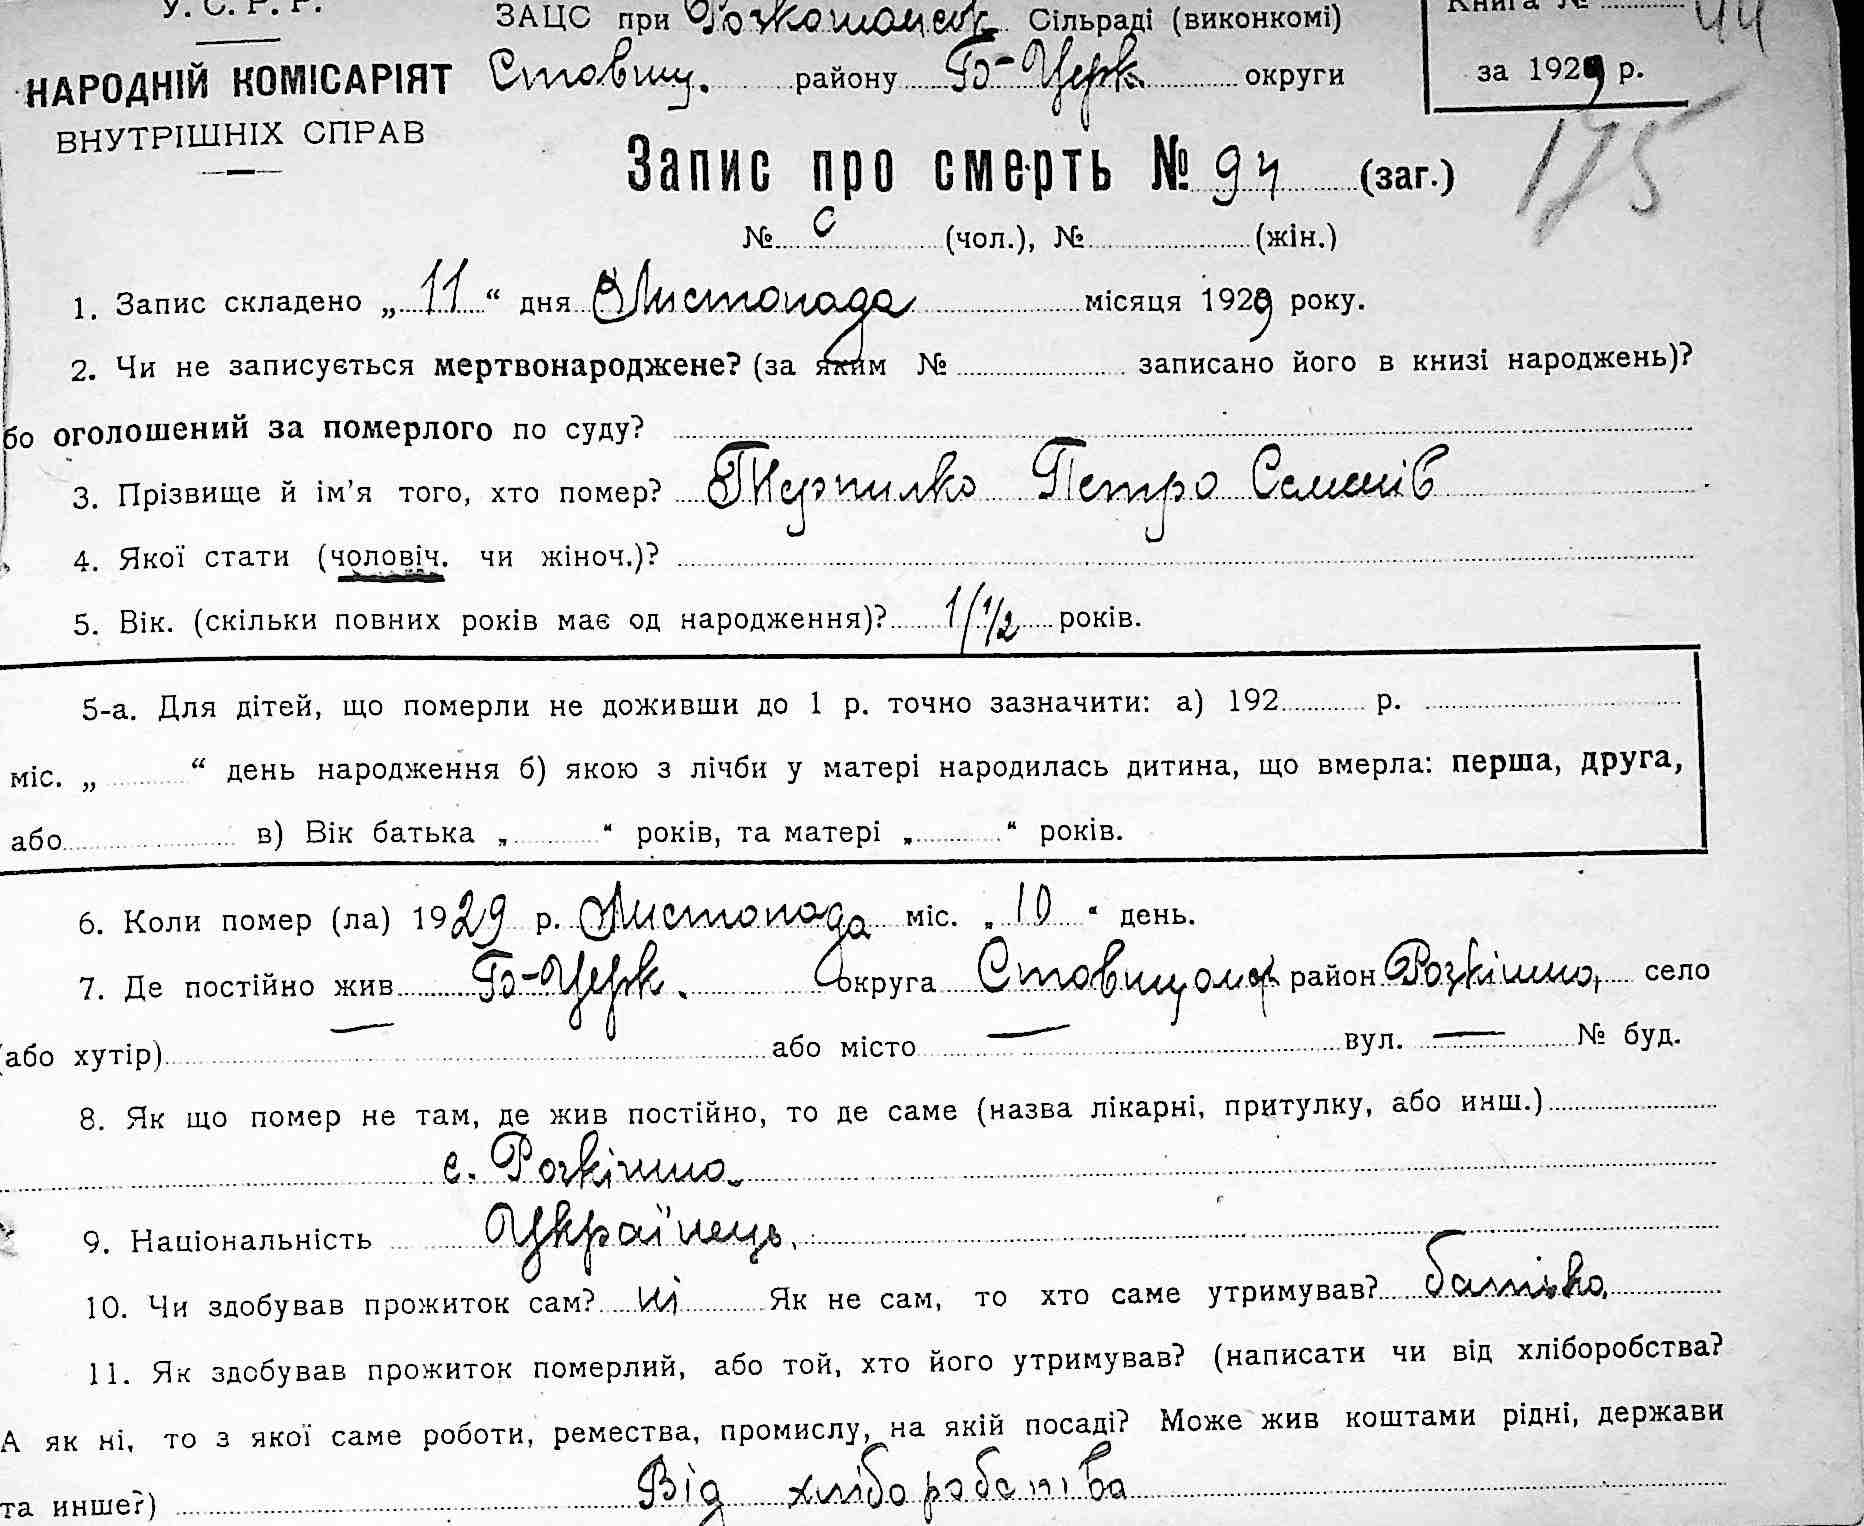 У. С. Р. Р.
ЗАЦС при Розкошанск Сільраді (виконкомі)
Книга № 44
НАРОДНІЙ КОМІСАРІЯТ
Ставищ. району Б-Церк. округи
за 1929 р.
ВНУТРІШНІХ СПРАВ
175
Запис про смерть № 94 (заг.)
№ (чол.), № (жін.)
1. Запис складено „11“ дня Листопада місяця 1929 року.
2. Чи не записується мертвонароджене? (за яким № записано його в книзі народжень)?
бо оголошений за померлого по суду?
3. Прізвище й ім'я того, хто помер? Петро Семенів
4. Якої стати (чоловіч. чи жіноч.)?
5. Вік. (скільки повних років має од народження)? 1/1/2 років.
5-а. Для дітей, що померли не доживши до 1 р. точно зазначити: а) 192 р.
міс. „ “ день народження б) якою з лічби у матері народилась дитина, що вмерла: перша, друга,
або в) Вік батька „ “ років, та матері „ “ років.
6. Коли помер (ла) 1929 р. Листопада міс. „10“ день.
7. Де постійно жив Б-Церк. округа район Розкішна, село
(або хутір) — або місто — вул. — № буд.
8. Як що помер не там, де жив постійно, то де саме (назва лікарні, притулку, або инш.)
с. Розкішна
9. Національність Українець.
10. Чи здобував прожиток сам? ні Як не сам, то хто саме утримував? батько.
11. Як здобував прожиток померлий, або той, хто його утримував? (написати чи від хліборобства?
А як ні, то з якої саме роботи, ремества, промислу, на якій посаді? Може жив коштами рідні, держави
та инше?) Від хліборобства